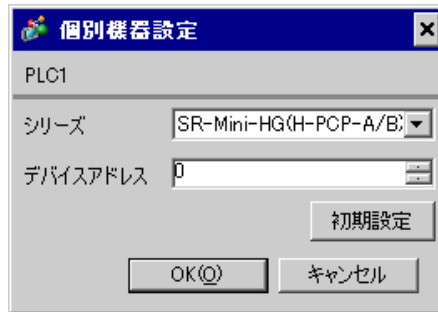 個別機器設定
PLC1
シリーズ SR-Mini-HG(H-PCP-A/B)
デバイスアドレス 0
初期設定
OK(O) キャンセル